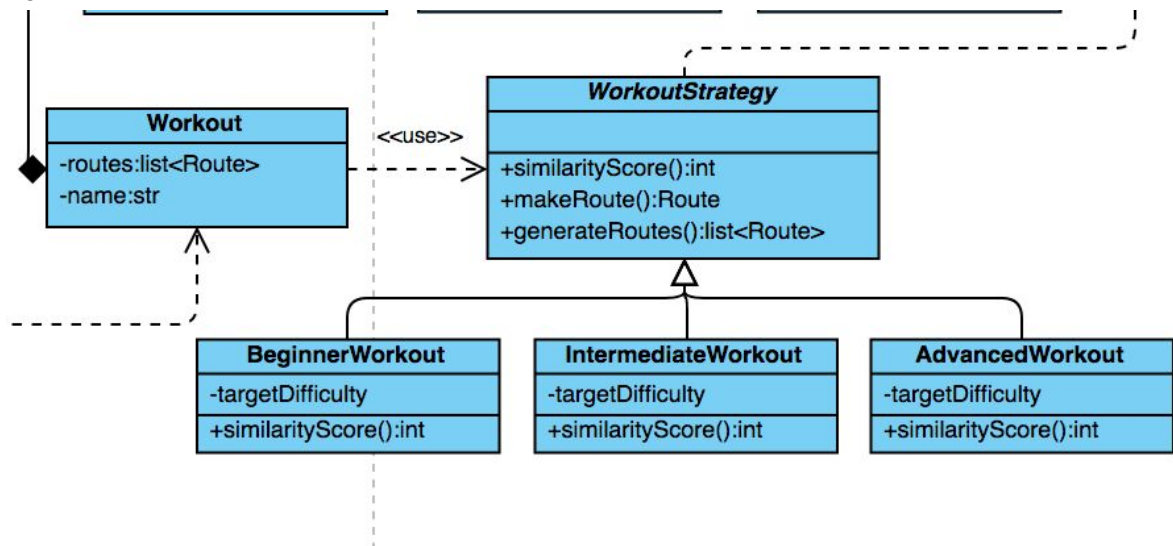 WorkoutStrategy
Workout
<<use>>
-routes:list<Route>
-name:str
+similarityScore():int
+makeRoute():Route
+generateRoutes():list<Route>
BeginnerWorkout
-targetDifficulty
+similarityScore():int
IntermediateWorkout
-targetDifficulty
+similarityScore():int
AdvancedWorkout
-targetDifficulty
+similarityScore():int